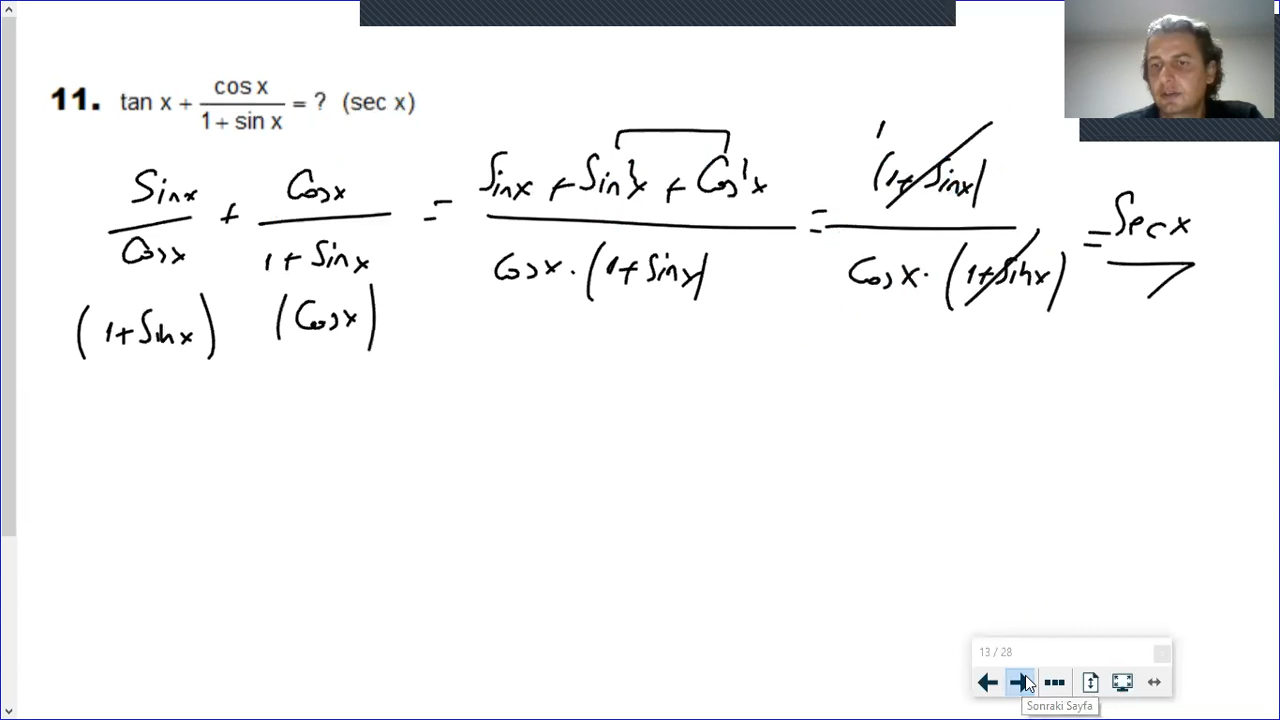 11. tan x + cos x / 1 + sin x = ? (sec x)
Sinx / Cosx + Cosx / 1 + Sinx = Sinx + Sin²x + Cos²x / Cosx · (1 + Sinx) = (1 + Sinx) / Cosx · (1 + Sinx) = Secx
(1 + Sinx) (Cosx)
1
13 / 28
Sonraki Sayfa